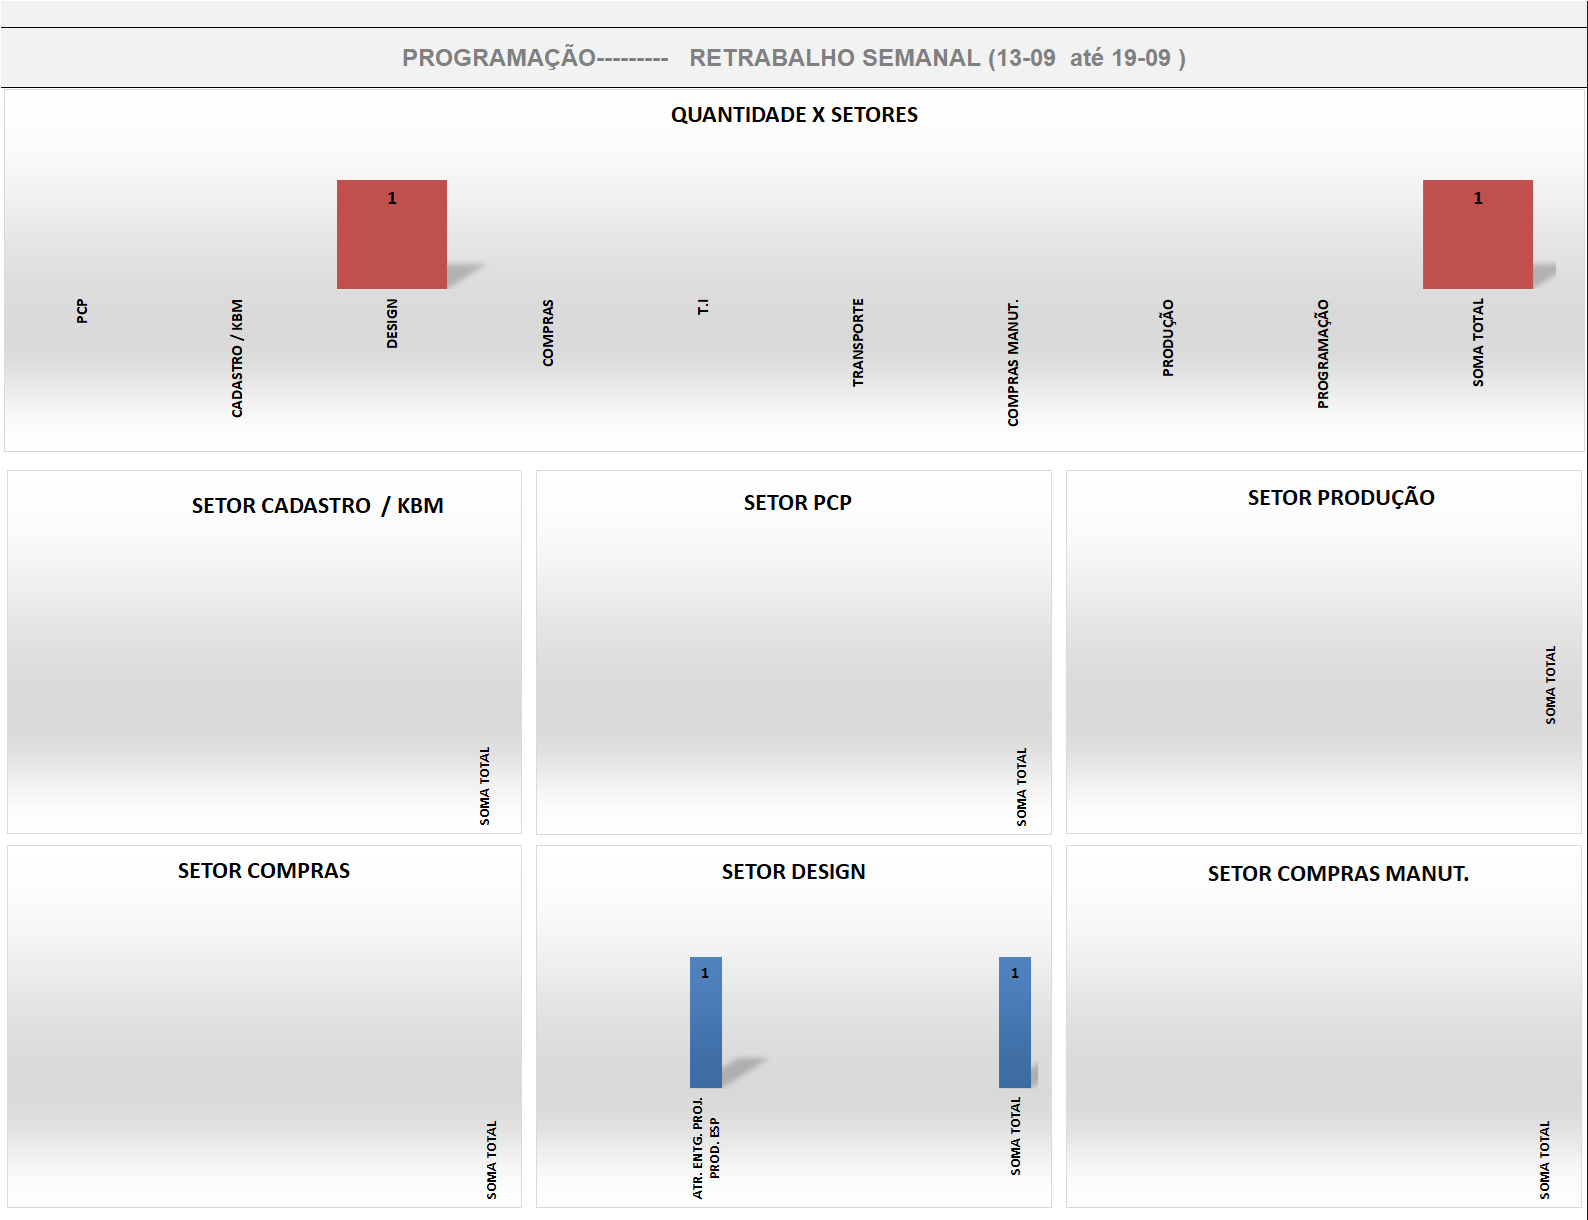 PROGRAMAÇÃO--------- RETRABALHO SEMANAL (13-09 até 19-09 )
QUANTIDADE X SETORES
1
1
PCP
CADASTRO / KBM
DESIGN
COMPRAS
T.I
TRANSPORTE
COMPRAS MANUT.
PRODUÇÃO
PROGRAMAÇÃO
SOMA TOTAL
SETOR CADASTRO / KBM
SOMA TOTAL
SETOR PCP
SOMA TOTAL
SETOR PRODUÇÃO
SOMA TOTAL
SETOR COMPRAS
SOMA TOTAL
SETOR DESIGN
1
1
ATR. ENTG. PROJ.
PROD. ESP
SOMA TOTAL
SETOR COMPRAS MANUT.
SOMA TOTAL